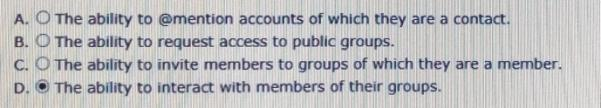 A. The ability to @mention accounts of which they are a contact.
B. The ability to request access to public groups.
C. The ability to invite members to groups of which they are a member.
D. The ability to interact with members of their groups.